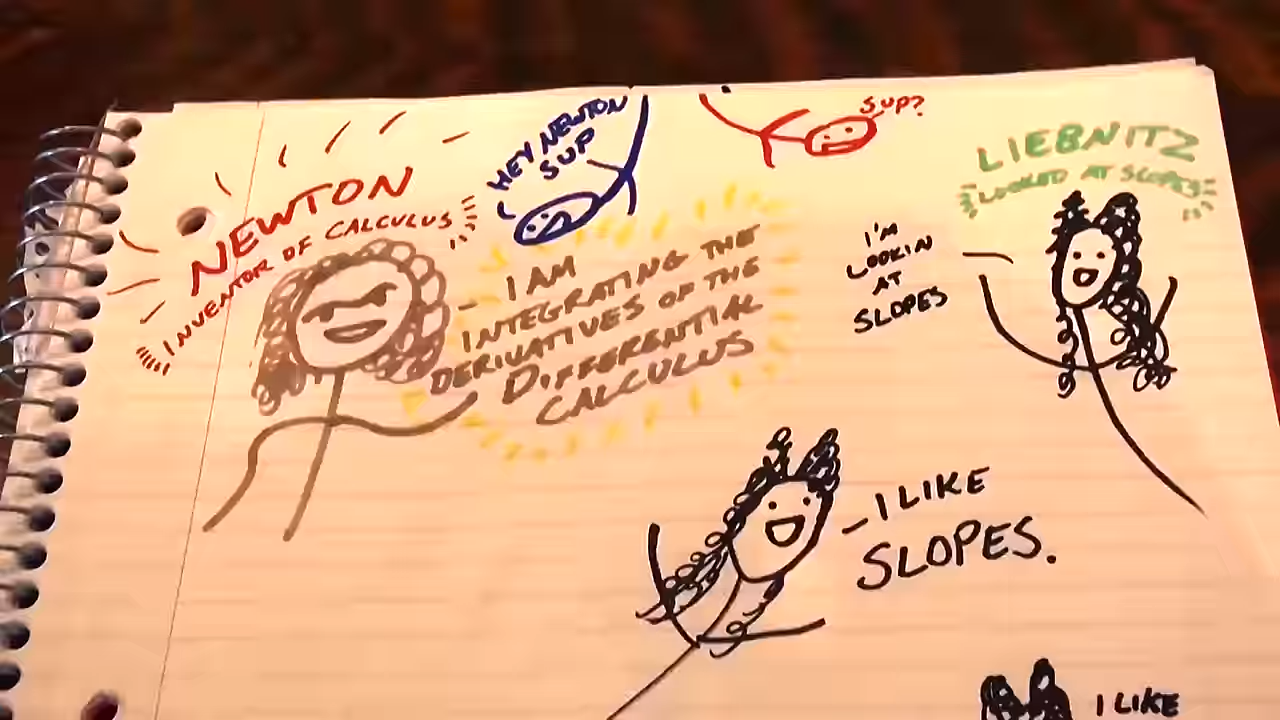 NEWTON
INVENTOR OF CALCULUS
HEY NEWTON
SUP
SUP?
LIEBNITZ
LOOKED AT SLOPES
- I AM
INTEGRATING THE
DERIVATIVES OF THE
DIFFERENTIAL
CALCULUS
I'M
LOOKIN
AT
SLOPES
- I LIKE
SLOPES.
I LIKE